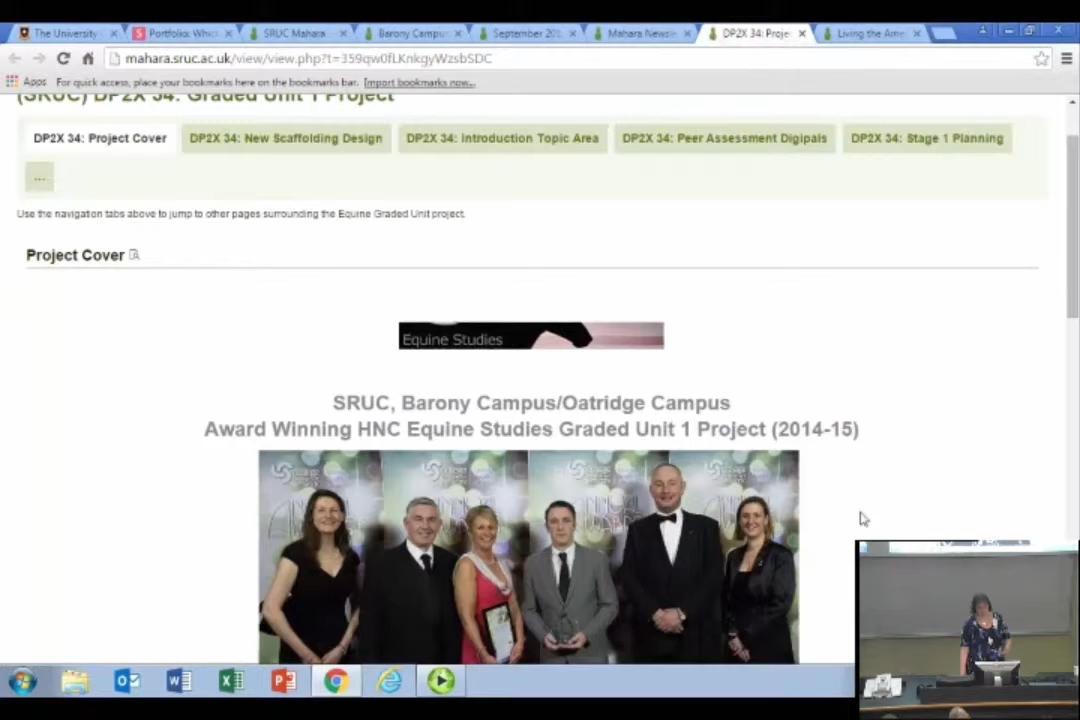 The University
Portfolio: Whic
SRUC Mahara
Barony Campus
September 20
Mahara Newsle
DP2X 34: Proje
Living the Ame
mahara.sruc.ac.uk/view/view.php?t=359qw0fLKnkgyWzsbSDC
Apps For quick access, place your bookmarks here on the bookmarks bar. Import bookmarks now...
(SRUC) DP2X 34: Graded Unit 1 Project
DP2X 34: Project Cover
DP2X 34: New Scaffolding Design
DP2X 34: Introduction Topic Area
DP2X 34: Peer Assessment Digipals
DP2X 34: Stage 1 Planning
...
Use the navigation tabs above to jump to other pages surrounding the Equine Graded Unit project.
Project Cover
Equine Studies
SRUC, Barony Campus/Oatridge Campus
Award Winning HNC Equine Studies Graded Unit 1 Project (2014-15)